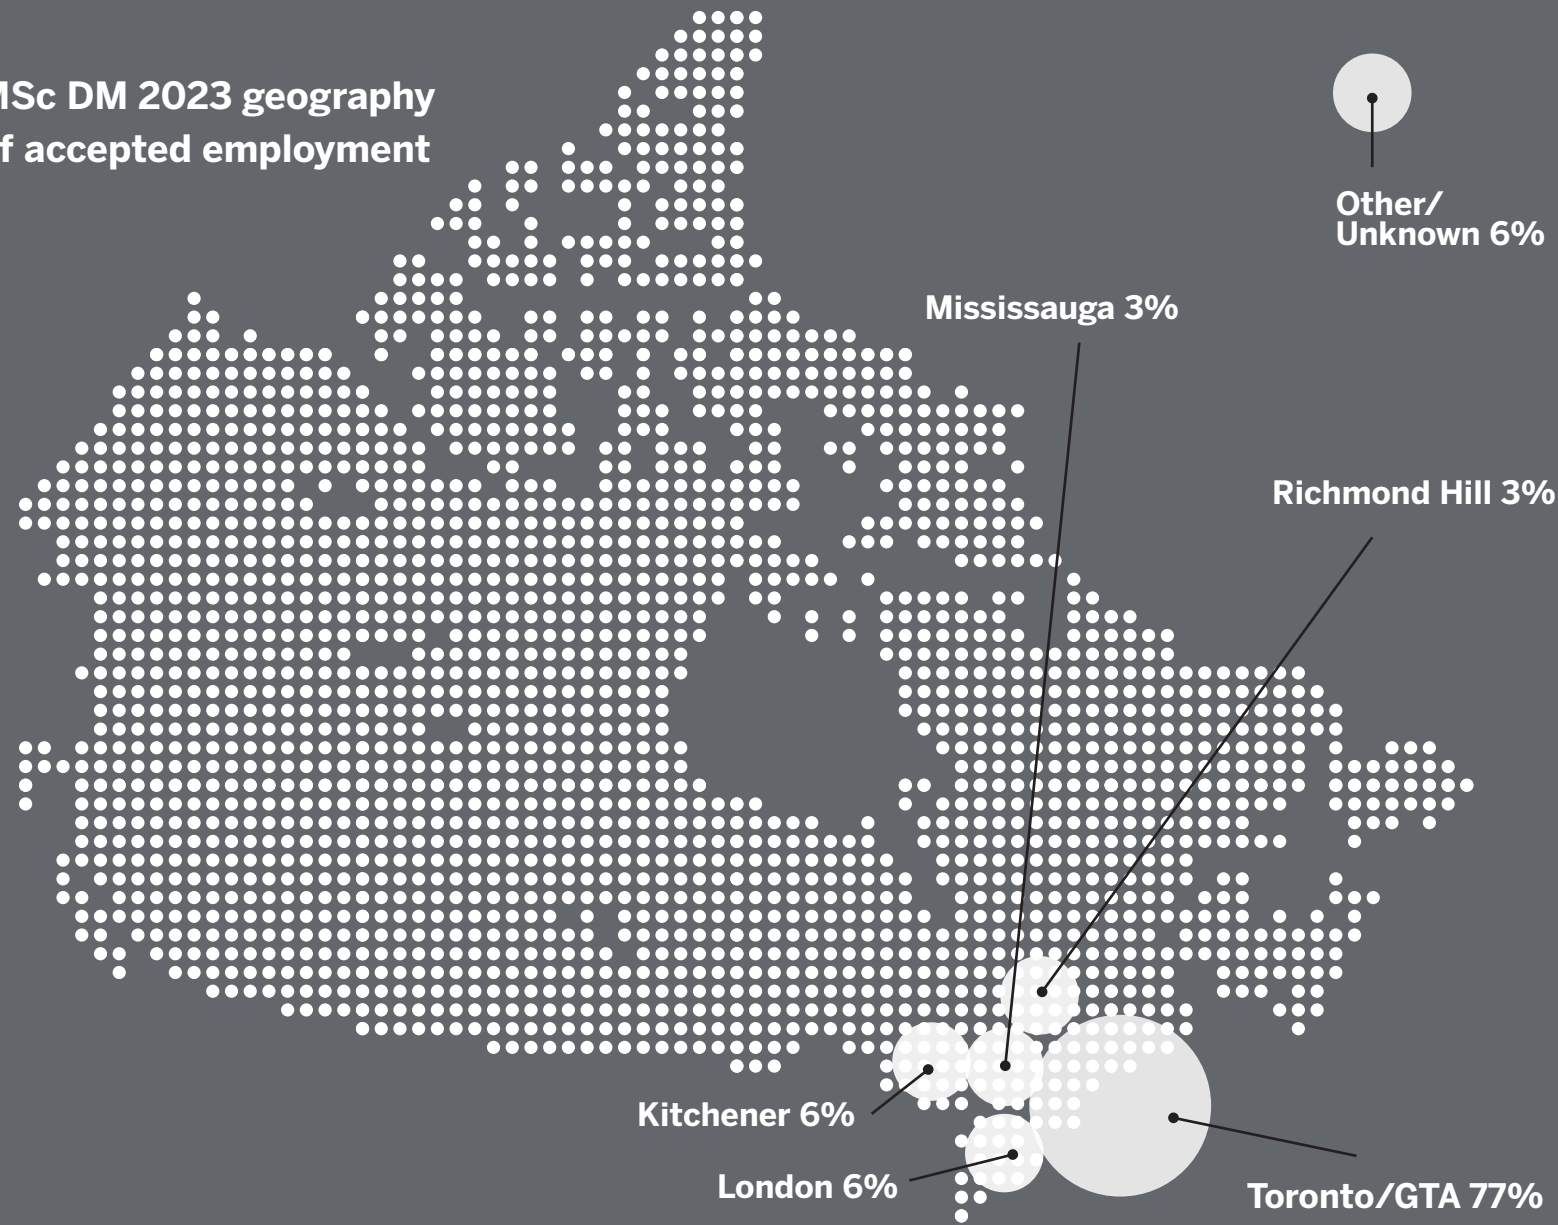 MSc DM 2023 geography
of accepted employment
Other/
Unknown 6%
Mississauga 3%
Richmond Hill 3%
Kitchener 6%
London 6%
Toronto/GTA 77%